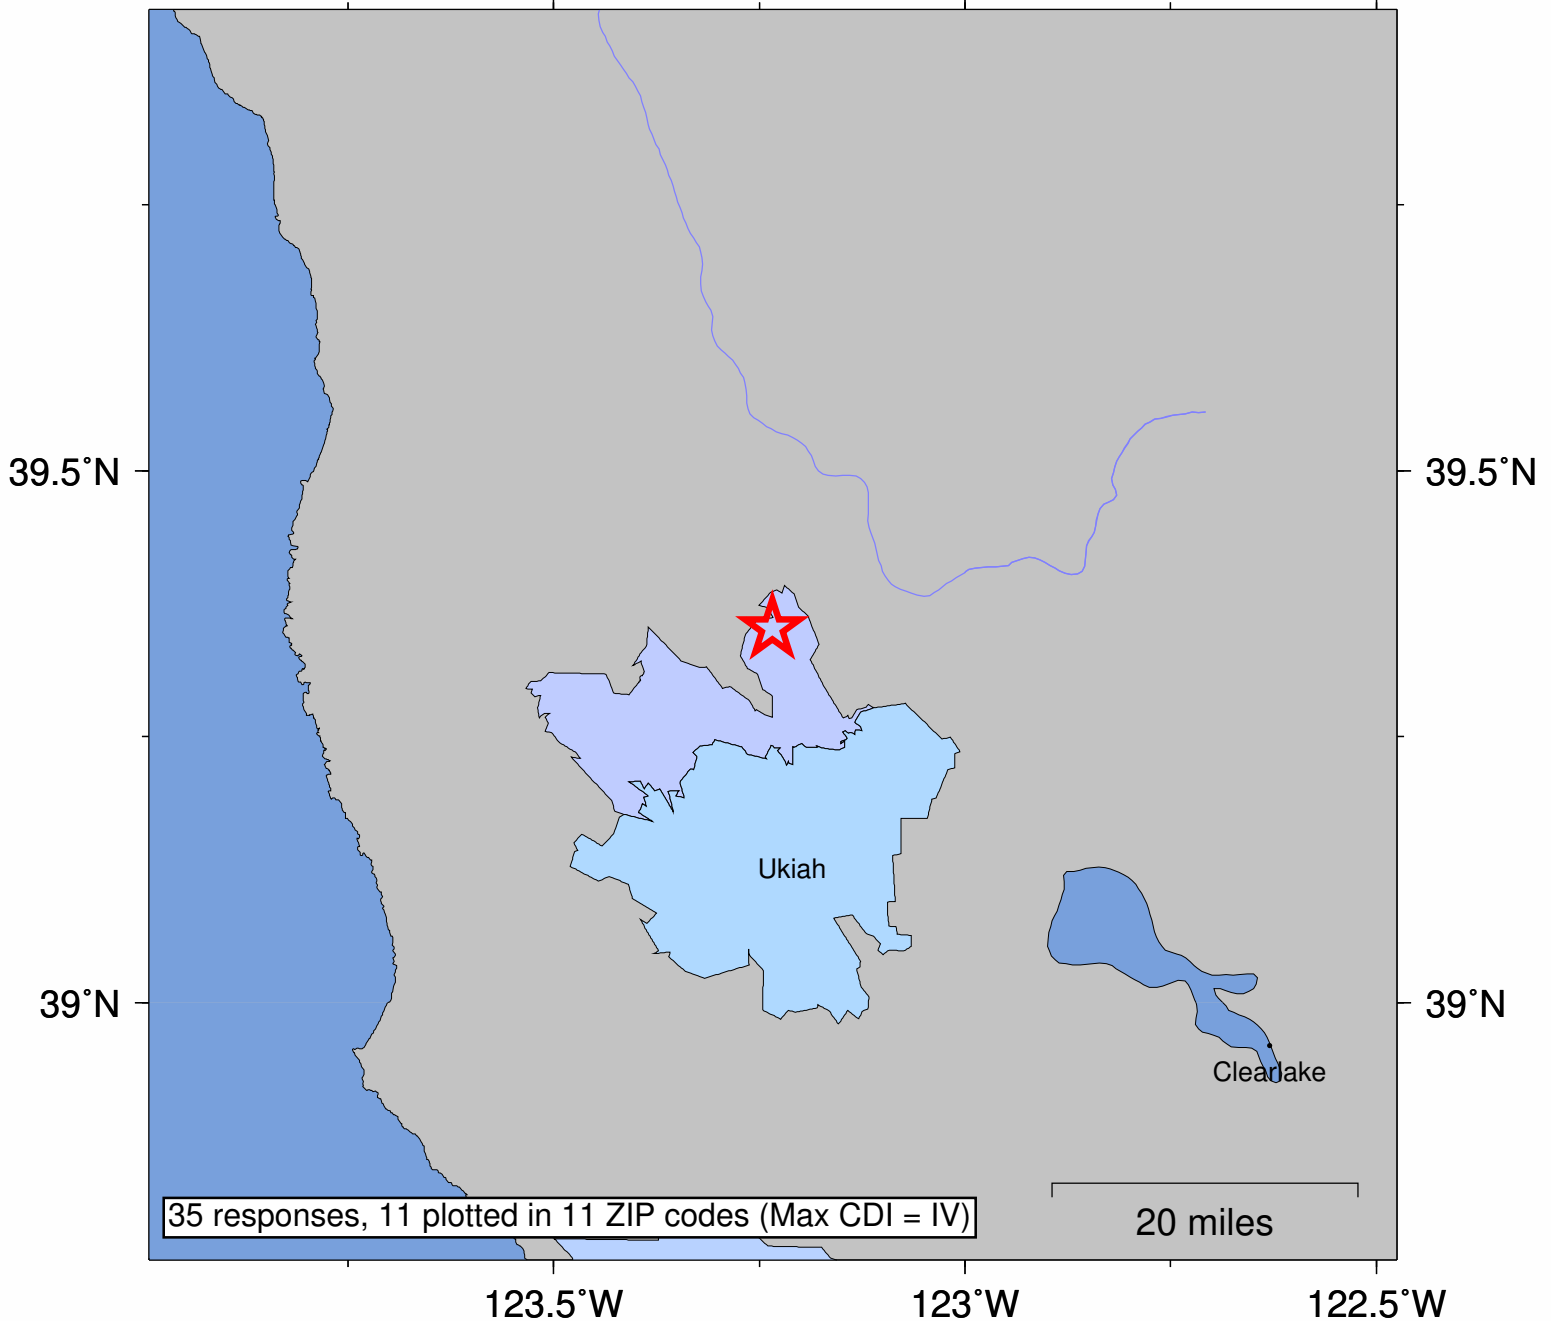 39.5°N
39.5°N
Ukiah
39°N
39°N
Clearlake
35 responses, 11 plotted in 11 ZIP codes (Max CDI = IV)
20 miles
123.5°W
123°W
122.5°W